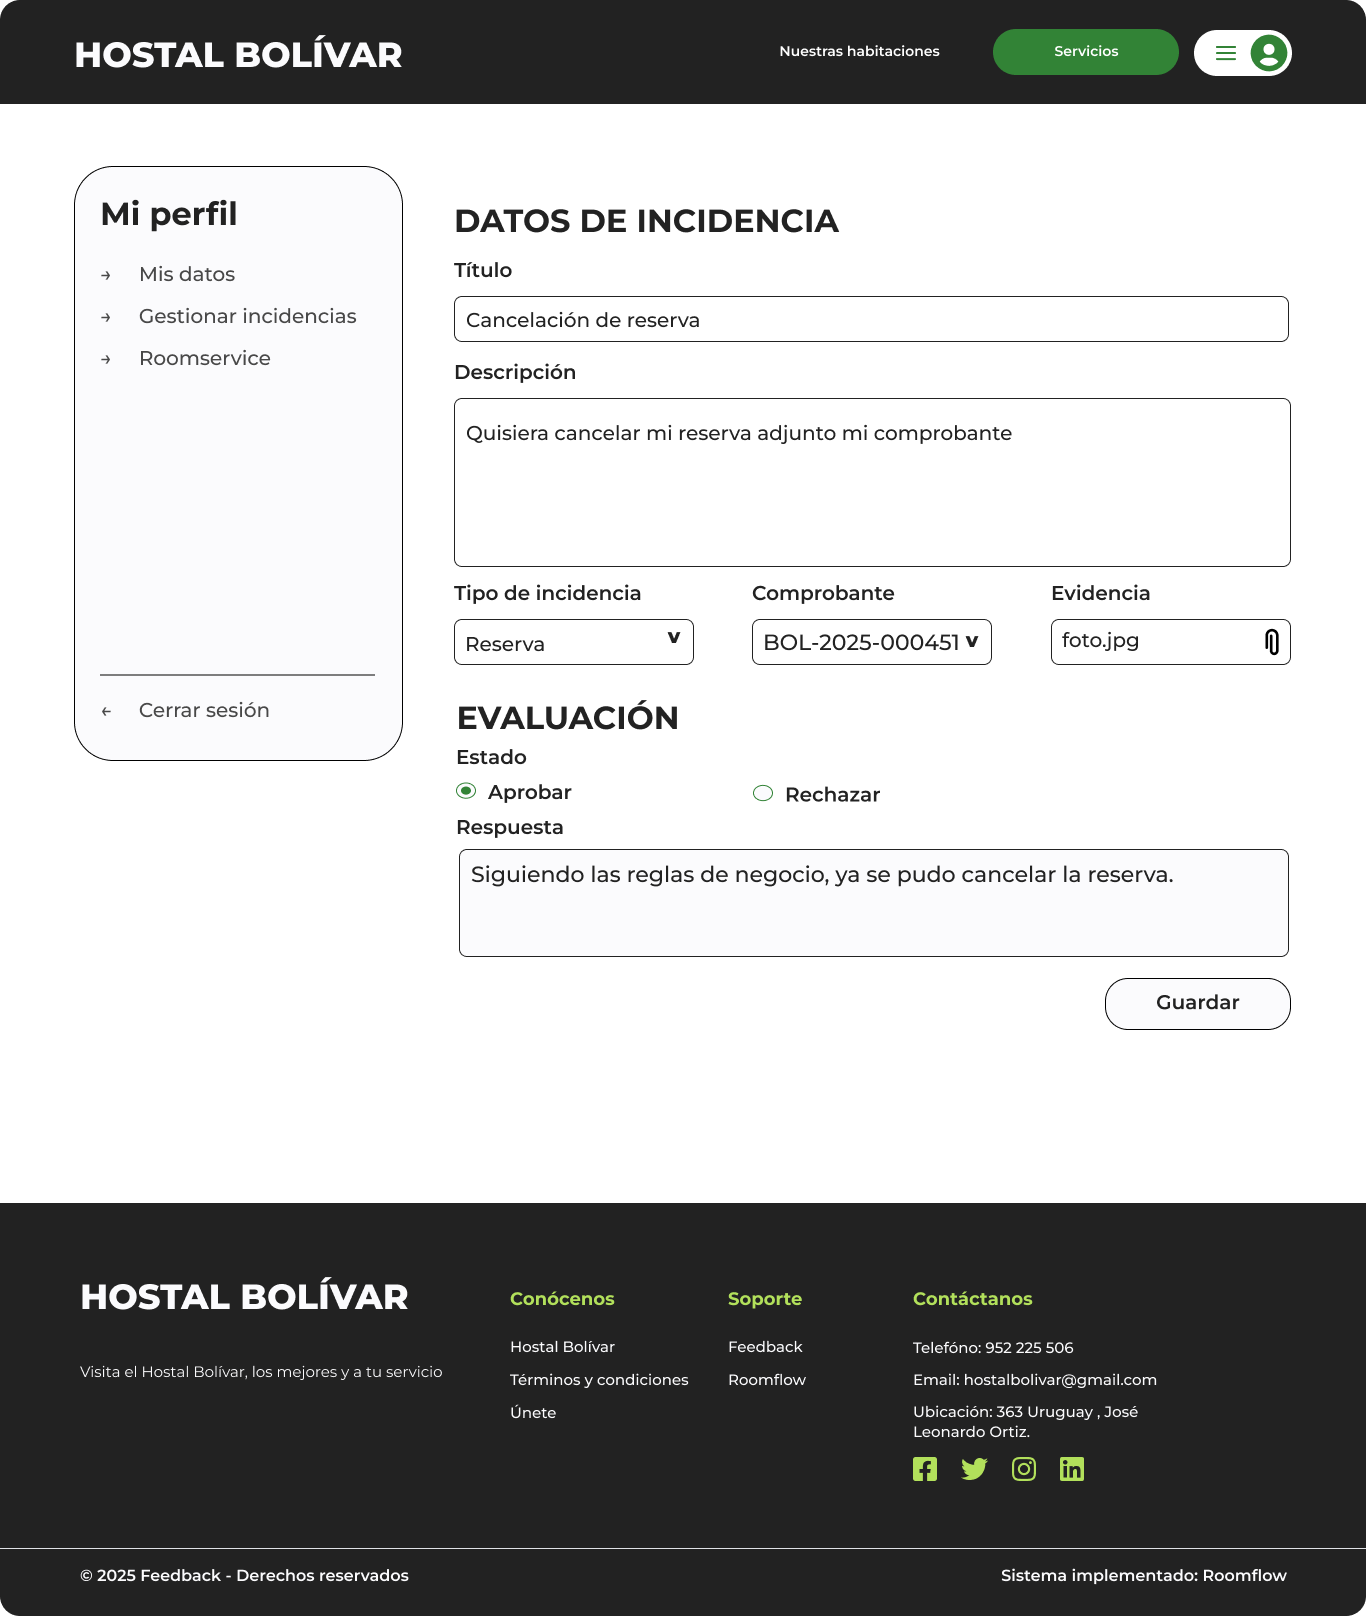 HOSTAL BOLÍVAR
Nuestras habitaciones
Servicios
Mi perfil
→ Mis datos
→ Gestionar incidencias
→ Roomservice
← Cerrar sesión
DATOS DE INCIDENCIA
Título
Cancelación de reserva
Descripción
Quisiera cancelar mi reserva adjunto mi comprobante
Tipo de incidencia
Reserva
Comprobante
BOL-2025-000451
Evidencia
foto.jpg
EVALUACIÓN
Estado
Aprobar
Rechazar
Respuesta
Siguiendo las reglas de negocio, ya se pudo cancelar la reserva.
Guardar
HOSTAL BOLÍVAR
Visita el Hostal Bolívar, los mejores y a tu servicio
Conócenos
Hostal Bolívar
Términos y condiciones
Únete
Soporte
Feedback
Roomflow
Contáctanos
Telefóno: 952 225 506
Email: hostalbolivar@gmail.com
Ubicación: 363 Uruguay , José
Leonardo Ortiz.
© 2025 Feedback - Derechos reservados
Sistema implementado: Roomflow